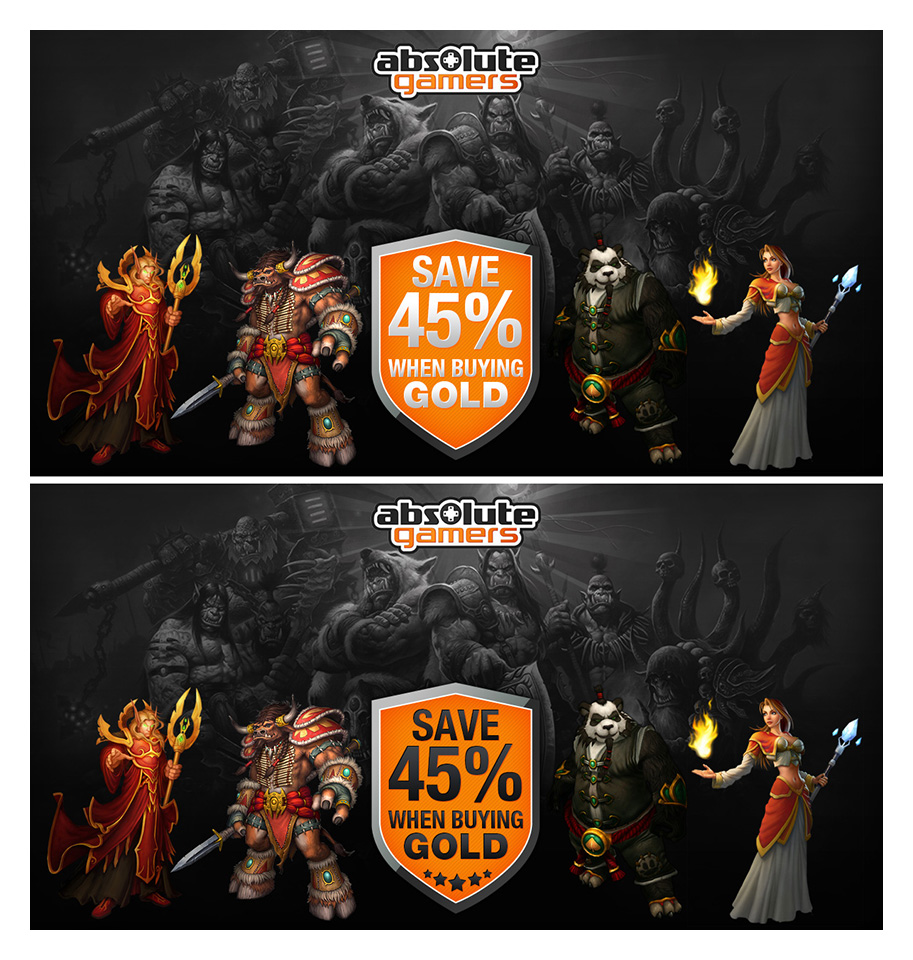 absolute
gamers
SAVE
45%
WHEN BUYING
GOLD
absolute
gamers
SAVE
45%
WHEN BUYING
GOLD